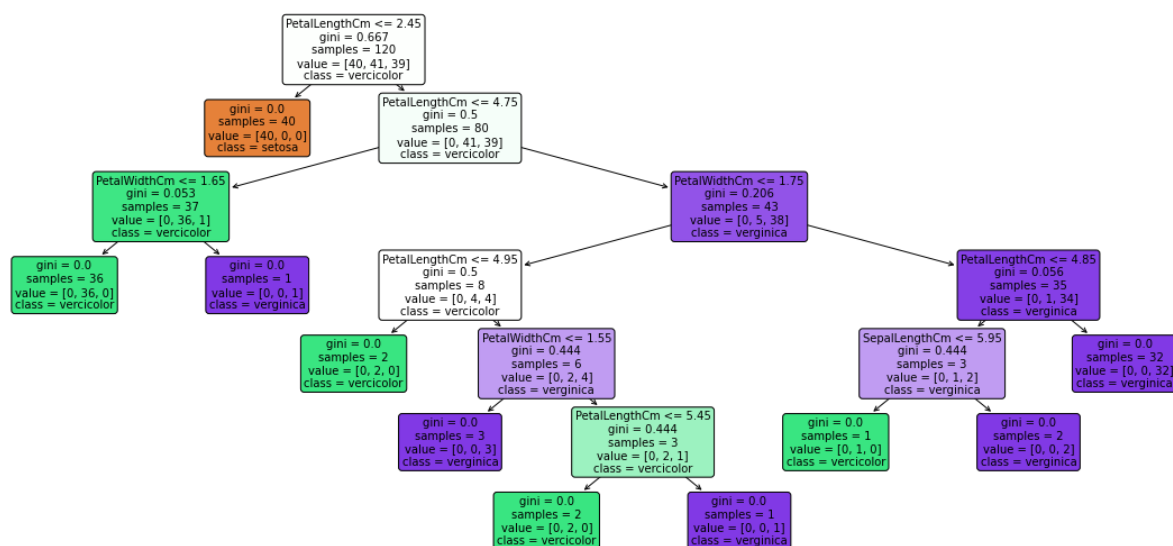 PetalLengthCm <= 2.45
gini = 0.667
samples = 120
value = [40, 41, 39]
class = vercicolor
gini = 0.0
samples = 40
value = [40, 0, 0]
class = setosa
PetalLengthCm <= 4.75
gini = 0.5
samples = 80
value = [0, 41, 39]
class = vercicolor
PetalWidthCm <= 1.65
gini = 0.053
samples = 37
value = [0, 36, 1]
class = vercicolor
PetalWidthCm <= 1.75
gini = 0.206
samples = 43
value = [0, 5, 38]
class = verginica
gini = 0.0
samples = 36
value = [0, 36, 0]
class = vercicolor
gini = 0.0
samples = 1
value = [0, 0, 1]
class = verginica
PetalLengthCm <= 4.95
gini = 0.5
samples = 8
value = [0, 4, 4]
class = vercicolor
PetalLengthCm <= 4.85
gini = 0.056
samples = 35
value = [0, 1, 34]
class = verginica
gini = 0.0
samples = 2
value = [0, 2, 0]
class = vercicolor
PetalWidthCm <= 1.55
gini = 0.444
samples = 6
value = [0, 2, 4]
class = verginica
SepalLengthCm <= 5.95
gini = 0.444
samples = 3
value = [0, 1, 2]
class = verginica
gini = 0.0
samples = 32
value = [0, 0, 32]
class = verginica
gini = 0.0
samples = 3
value = [0, 0, 3]
class = verginica
PetalLengthCm <= 5.45
gini = 0.444
samples = 3
value = [0, 2, 1]
class = vercicolor
gini = 0.0
samples = 1
value = [0, 1, 0]
class = vercicolor
gini = 0.0
samples = 2
value = [0, 0, 2]
class = verginica
gini = 0.0
samples = 2
value = [0, 2, 0]
class = vercicolor
gini = 0.0
samples = 1
value = [0, 0, 1]
class = verginica